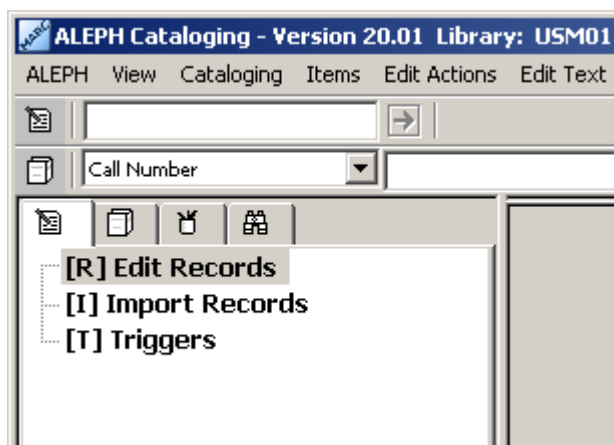 ALEPH Cataloging - Version 20.01 Library: USM01
ALEPH View Cataloging Items Edit Actions Edit Text
Call Number
[R] Edit Records
[I] Import Records
[T] Triggers